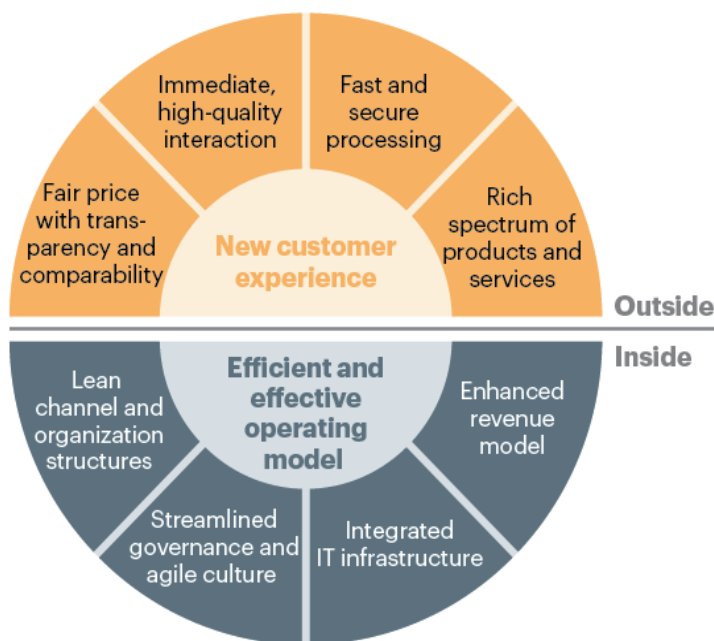 Immediate,
high-quality
interaction
Fast and
secure
processing
Fair price
with trans-
parency and
comparability
Rich
spectrum of
products and
services
New customer
experience
Outside
Inside
Efficient and
effective
operating
model
Lean
channel and
organization
structures
Enhanced
revenue
model
Streamlined
governance and
agile culture
Integrated
IT infrastructure